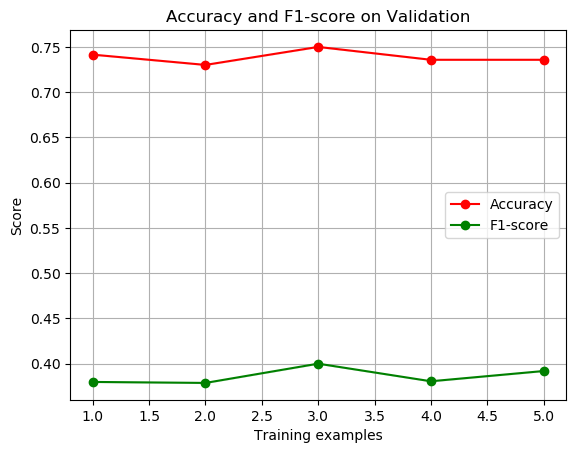 Accuracy and F1-score on Validation
0.75
0.70
0.65
0.60
0.55
0.50
0.45
0.40
Score
Accuracy
F1-score
1.0 1.5 2.0 2.5 3.0 3.5 4.0 4.5 5.0
Training examples